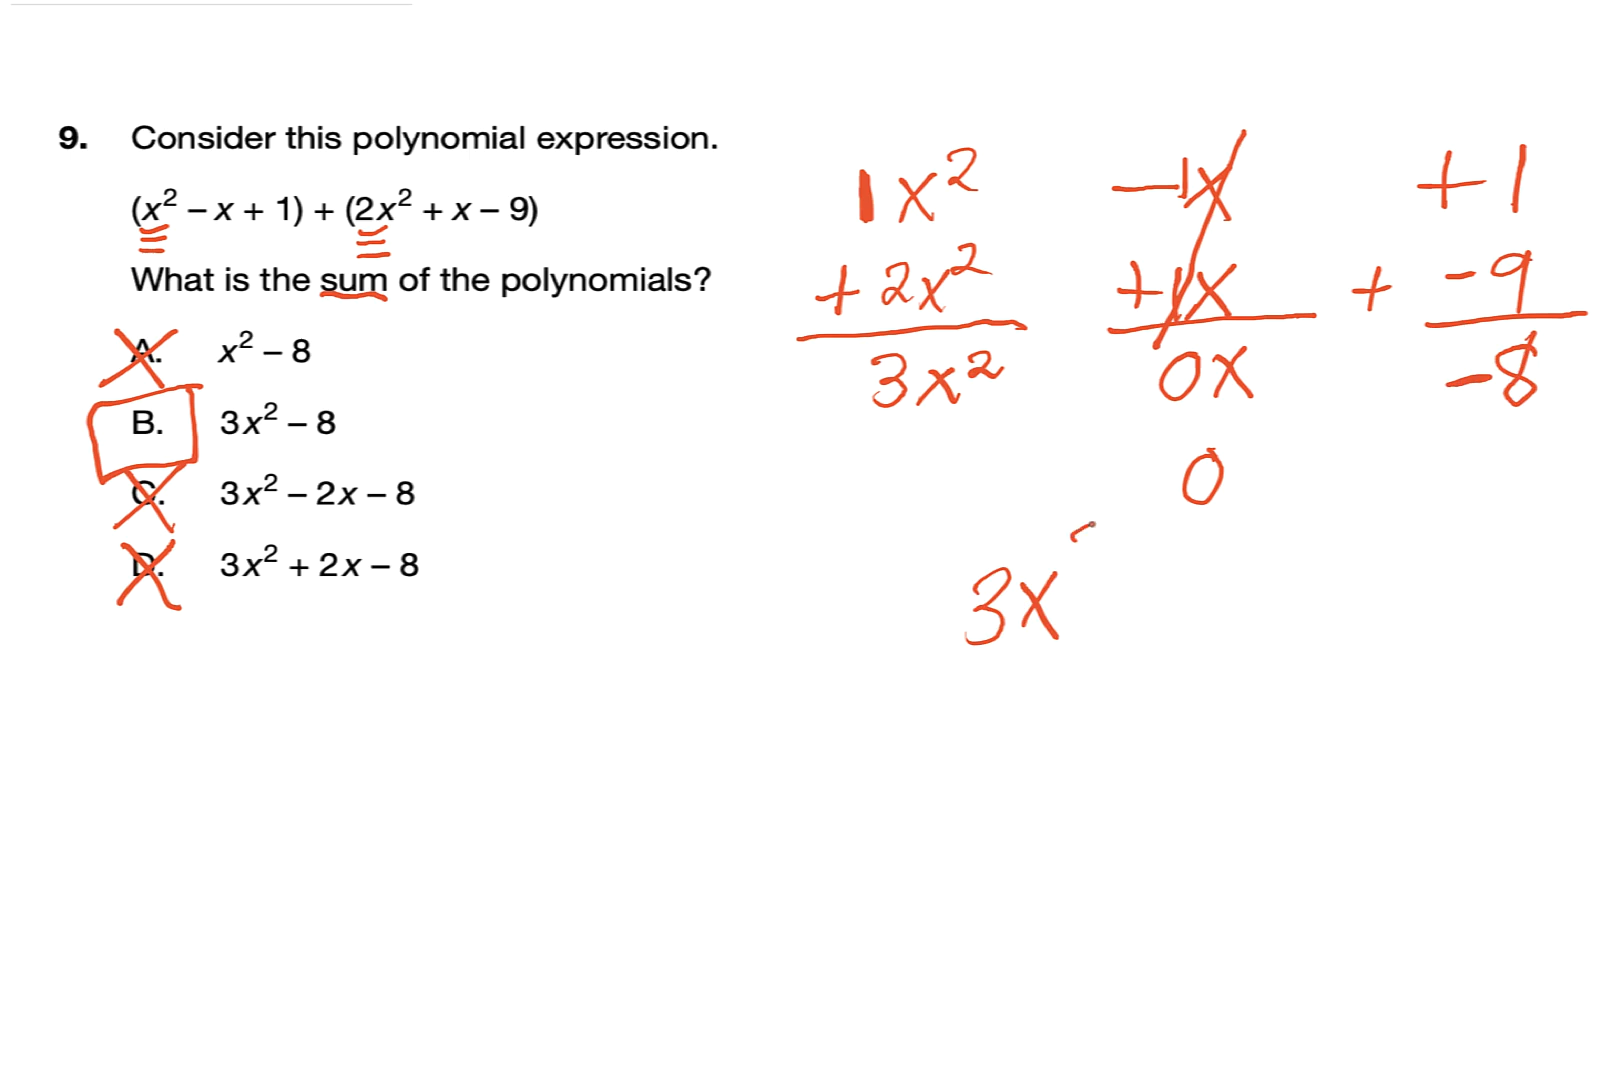 9. Consider this polynomial expression.
(x² – x + 1) + (2x² + x – 9)
What is the sum of the polynomials?
A. x² – 8
B. 3x² – 8
C. 3x² – 2x – 8
D. 3x² + 2x – 8
1x² –1x +1
+ 2x² +1x + -9
3x² 0x -8
0
3x